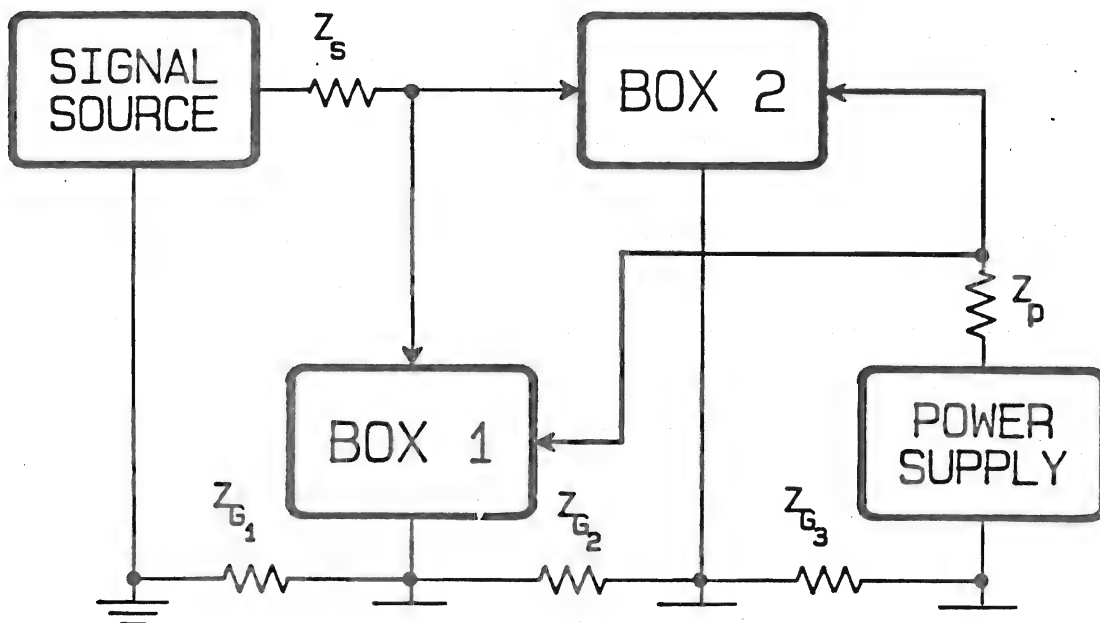 SIGNAL
SOURCE
Z_s
BOX 2
Z_p
BOX 1
POWER
SUPPLY
Z_G1
Z_G2
Z_G3